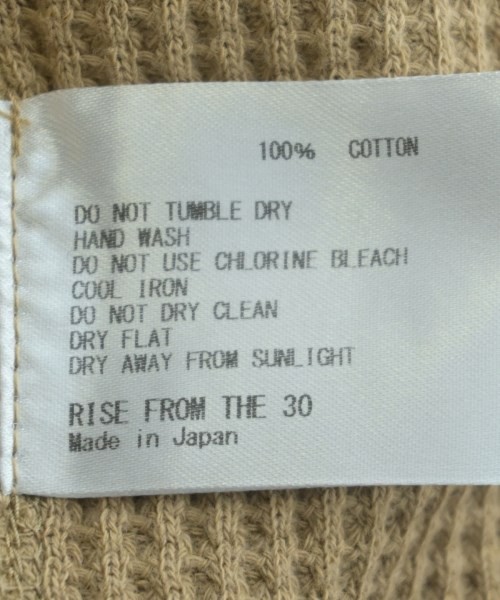 100% COTTON
DO NOT TUMBLE DRY
HAND WASH
DO NOT USE CHLORINE BLEACH
COOL IRON
DO NOT DRY CLEAN
DRY FLAT
DRY AWAY FROM SUNLIGHT
RISE FROM THE 30
Made in Japan